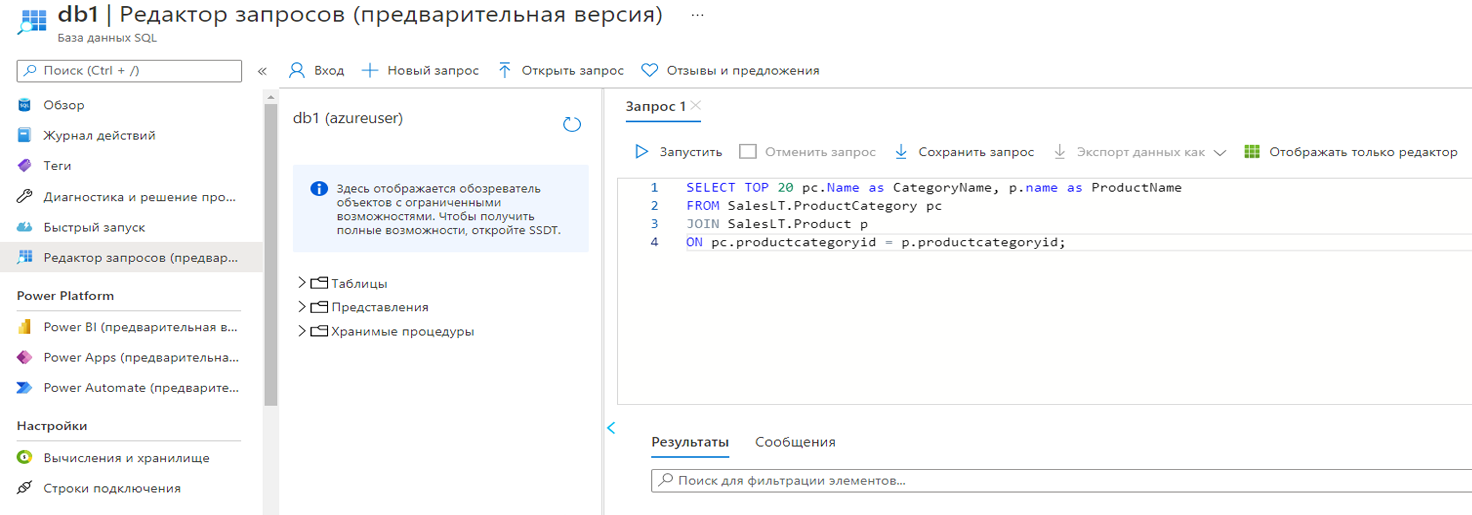 db1 | Редактор запросов (предварительная версия) ...
База данных SQL
Поиск (Ctrl + /)
«
Вход
Новый запрос
Открыть запрос
Отзывы и предложения
Обзор
Журнал действий
Теги
Диагностика и решение про...
Быстрый запуск
Редактор запросов (предвар...
Power Platform
Power BI (предварительная в...
Power Apps (предварительна...
Power Automate (предварите...
Настройки
Вычисления и хранилище
Строки подключения
db1 (azureuser)
Здесь отображается обозреватель
объектов с ограниченными
возможностями. Чтобы получить
полные возможности, откройте SSDT.
Таблицы
Представления
Хранимые процедуры
Запрос 1
Запустить
Отменить запрос
Сохранить запрос
Экспорт данных как
Отображать только редактор
1 SELECT TOP 20 pc.Name as CategoryName, p.name as ProductName
2 FROM SalesLT.ProductCategory pc
3 JOIN SalesLT.Product p
4 ON pc.productcategoryid = p.productcategoryid;
Результаты
Сообщения
Поиск для фильтрации элементов...